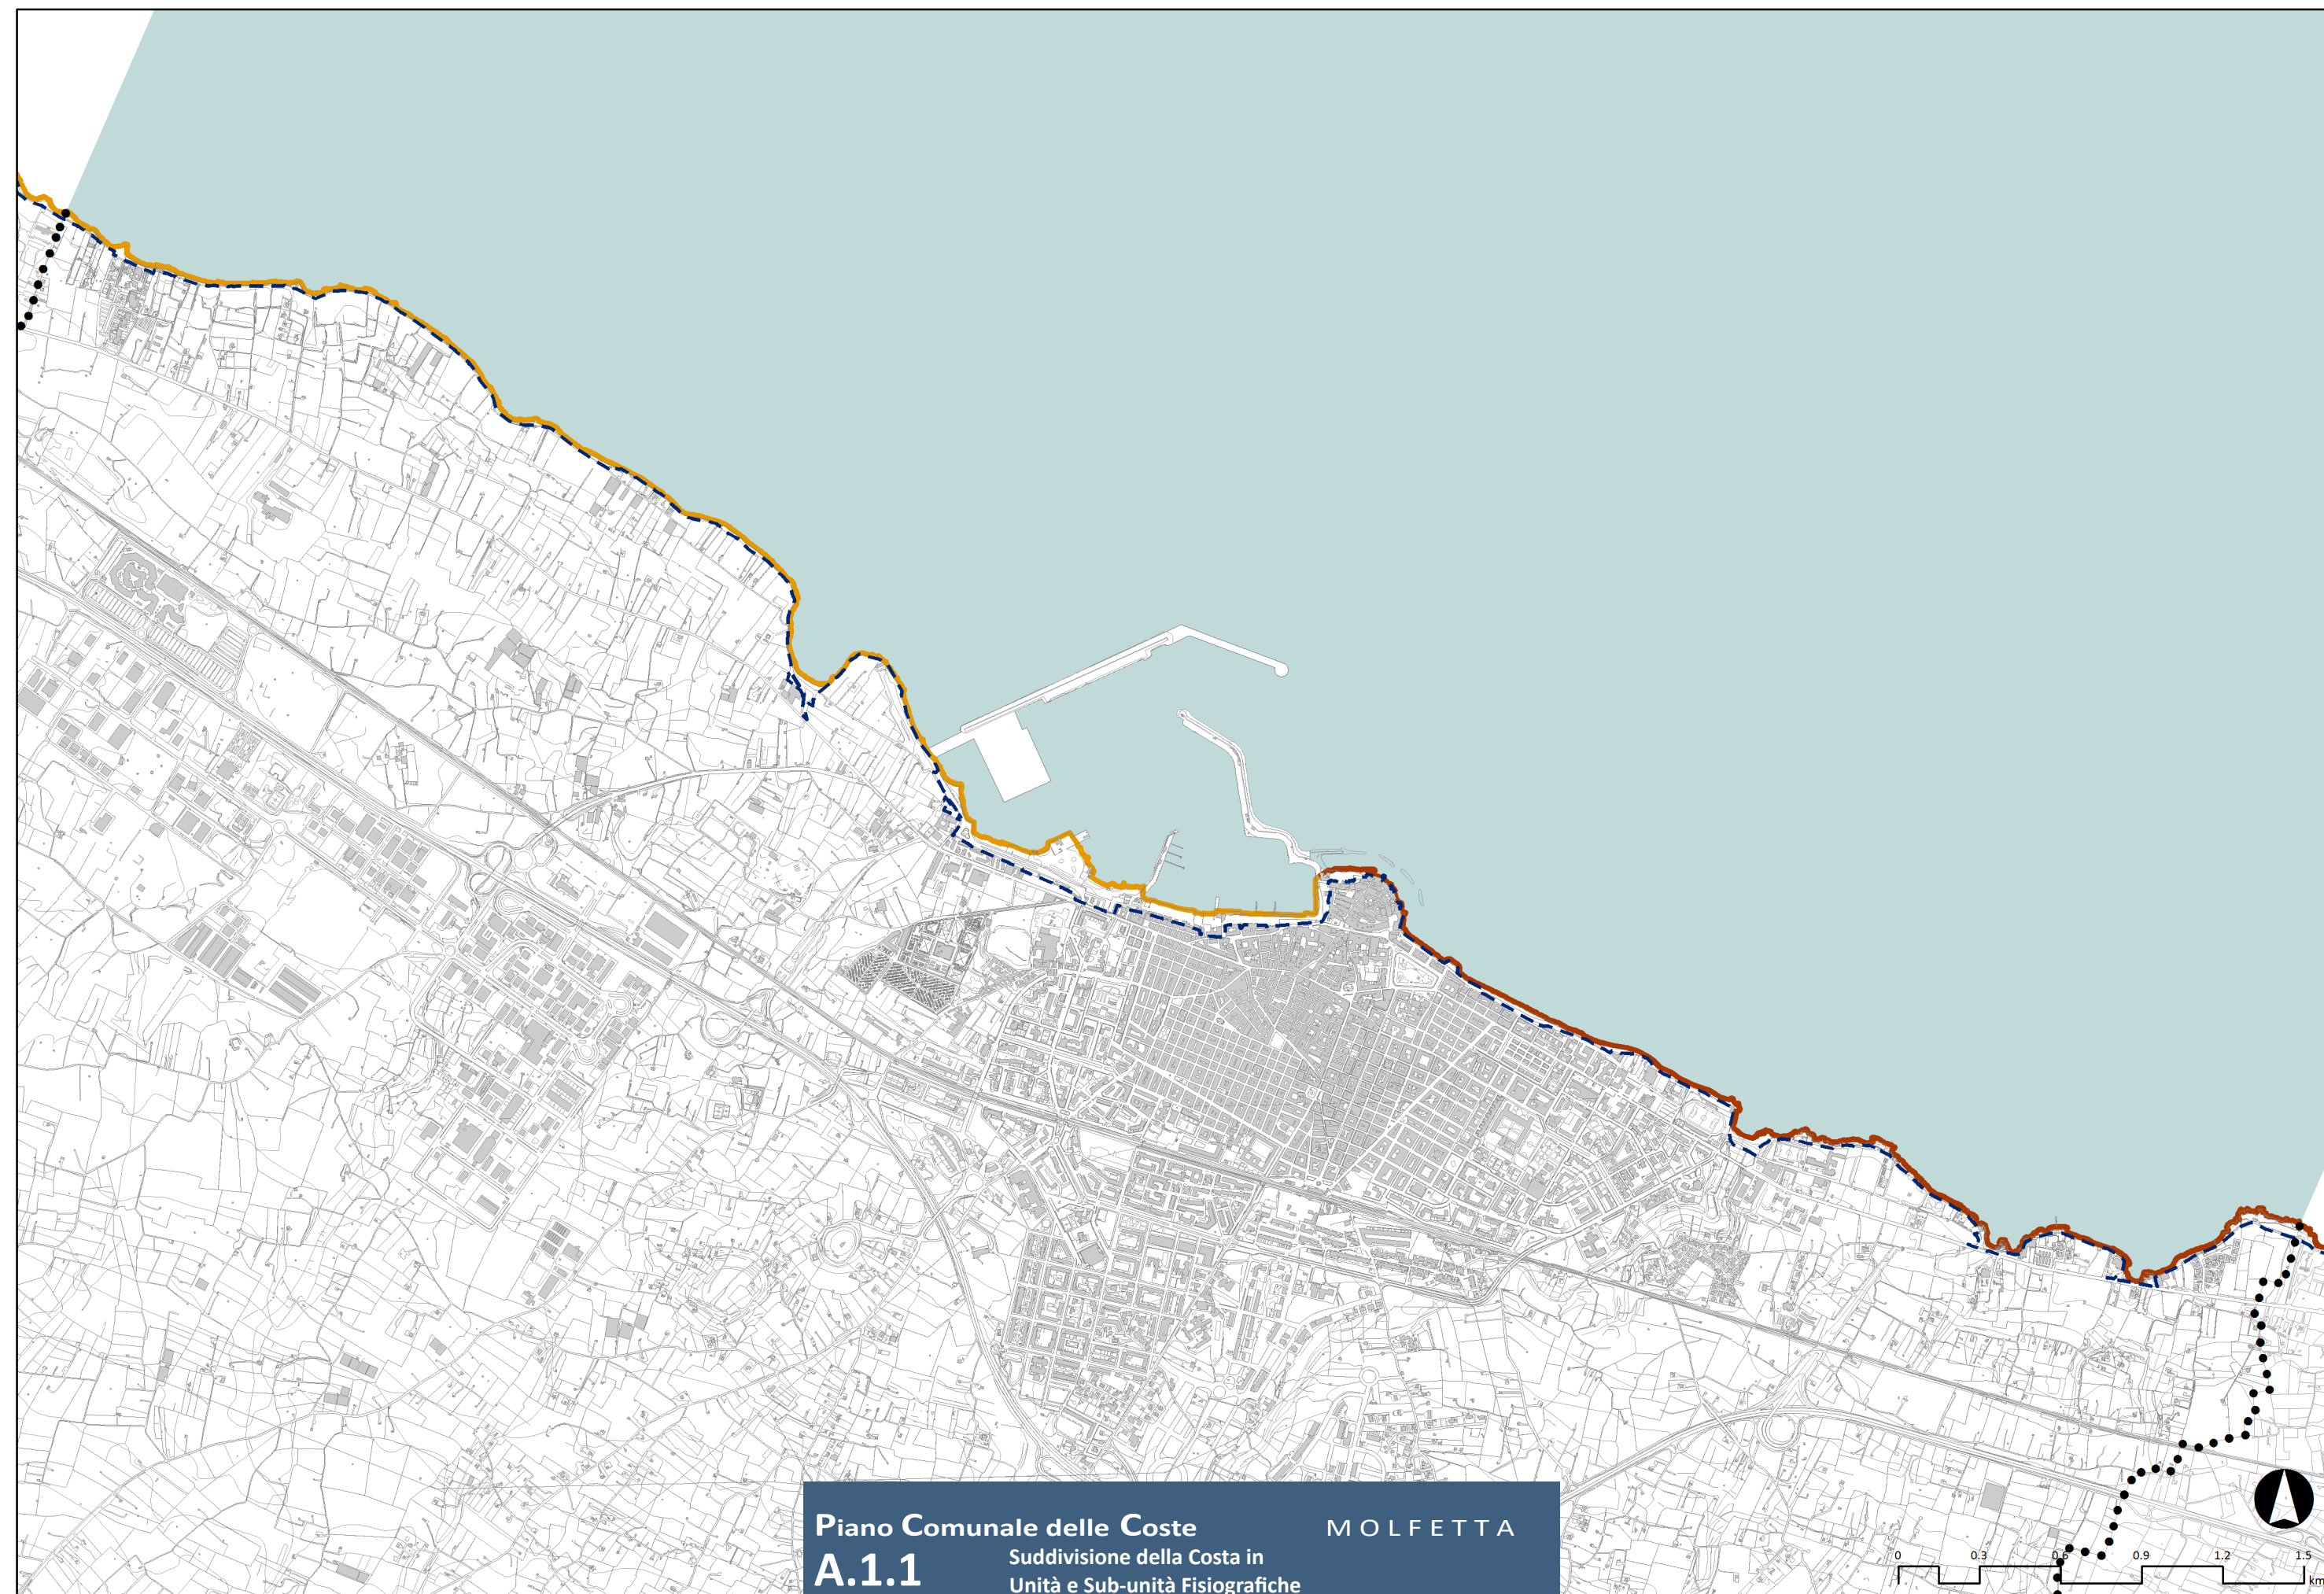 Piano Comunale delle Coste
MOLFETTA
A.1.1
Suddivisione della Costa in
Unità e Sub-unità Fisiografiche
0 0.3 0.6 0.9 1.2 1.5
km